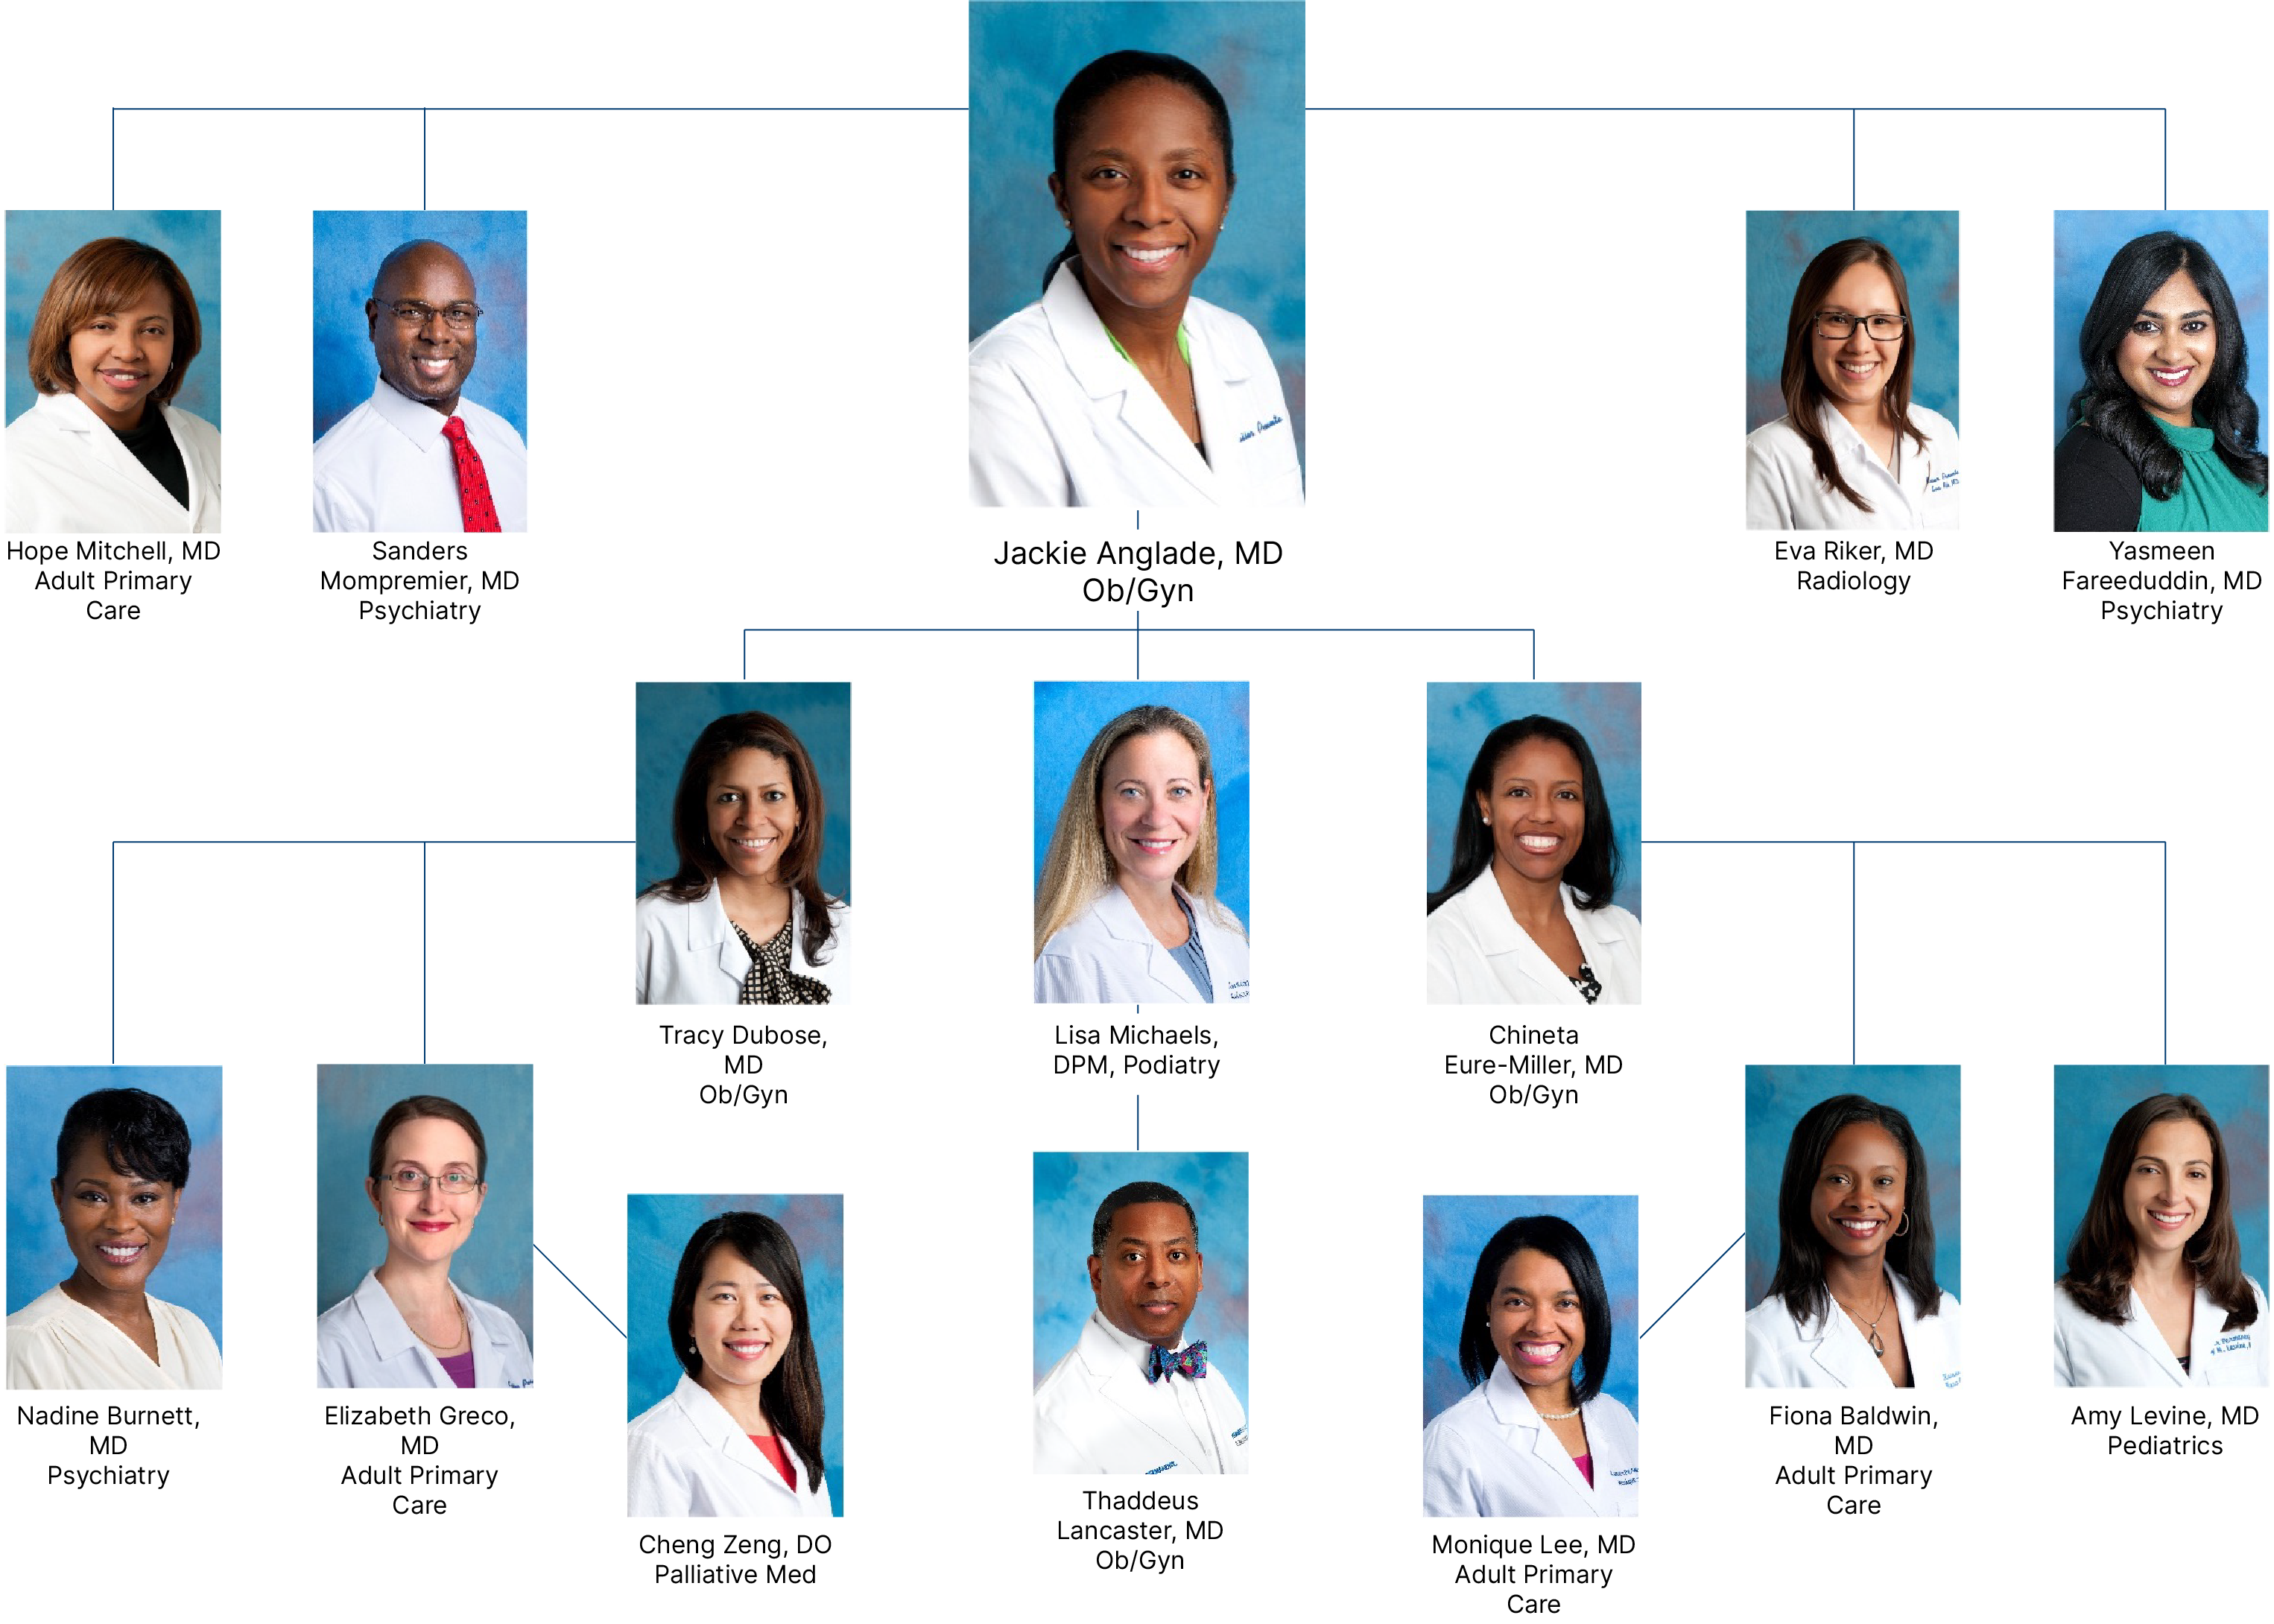 Hope Mitchell, MD
Adult Primary
Care
Sanders
Mompremier, MD
Psychiatry
Jackie Anglade, MD
Ob/Gyn
Eva Riker, MD
Radiology
Yasmeen
Fareeduddin, MD
Psychiatry
Tracy Dubose,
MD
Ob/Gyn
Lisa Michaels,
DPM, Podiatry
Chineta
Eure-Miller, MD
Ob/Gyn
Nadine Burnett,
MD
Psychiatry
Elizabeth Greco,
MD
Adult Primary
Care
Cheng Zeng, DO
Palliative Med
Thaddeus
Lancaster, MD
Ob/Gyn
Monique Lee, MD
Adult Primary
Care
Fiona Baldwin,
MD
Adult Primary
Care
Amy Levine, MD
Pediatrics